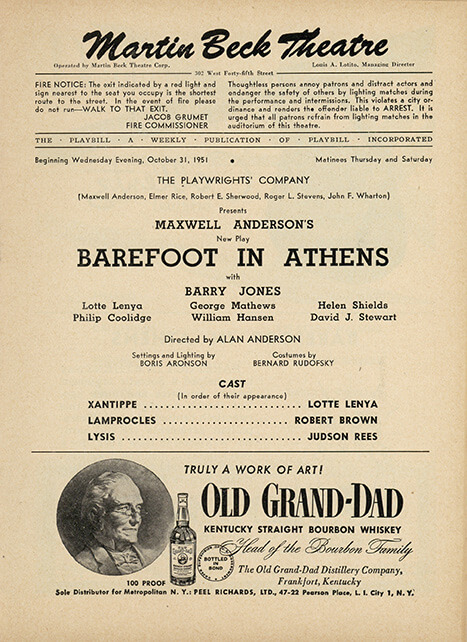 Martin Beck Theatre
Operated by Martin Beck Theatre Corp.
Louis A. Lotito, Managing Director
302 West Forty-fifth Street
FIRE NOTICE: The exit indicated by a red light and
sign nearest to the seat you occupy is the shortest
route to the street. In the event of fire please
do not run—WALK TO THAT EXIT.
JACOB GRUMET
FIRE COMMISSIONER
Thoughtless persons annoy patrons and distract actors and
endanger the safety of others by lighting matches during
the performance and intermissions. This violates a city or-
dinance and renders the offender liable to ARREST. It is
urged that all patrons refrain from lighting matches in the
auditorium of this theatre.
THE · PLAYBILL · A · WEEKLY · PUBLICATION · OF · PLAYBILL · INCORPORATED
Beginning Wednesday Evening, October 31, 1951 • Matinees Thursday and Saturday
THE PLAYWRIGHTS' COMPANY
(Maxwell Anderson, Elmer Rice, Robert E. Sherwood, Roger L. Stevens, John F. Wharton)
Presents
MAXWELL ANDERSON'S
New Play
BAREFOOT IN ATHENS
with
BARRY JONES
Lotte Lenya George Mathews Helen Shields
Philip Coolidge William Hansen David J. Stewart
Directed by ALAN ANDERSON
Settings and Lighting by
BORIS ARONSON
Costumes by
BERNARD RUDOFSKY
CAST
(In order of their appearance)
XANTIPPE ........................ LOTTE LENYA
LAMPROCLES ........................ ROBERT BROWN
LYSIS ........................ JUDSON REES
TRULY A WORK OF ART!
OLD GRAND-DAD
KENTUCKY STRAIGHT BOURBON WHISKEY
Head of the Bourbon Family
BOTTLED
IN
BOND
The Old Grand-Dad Distillery Company,
Frankfort, Kentucky
100 PROOF
Sole Distributor for Metropolitan N. Y.: PEEL RICHARDS, LTD., 47-22 Pearson Place, L. I. City 1, N. Y.